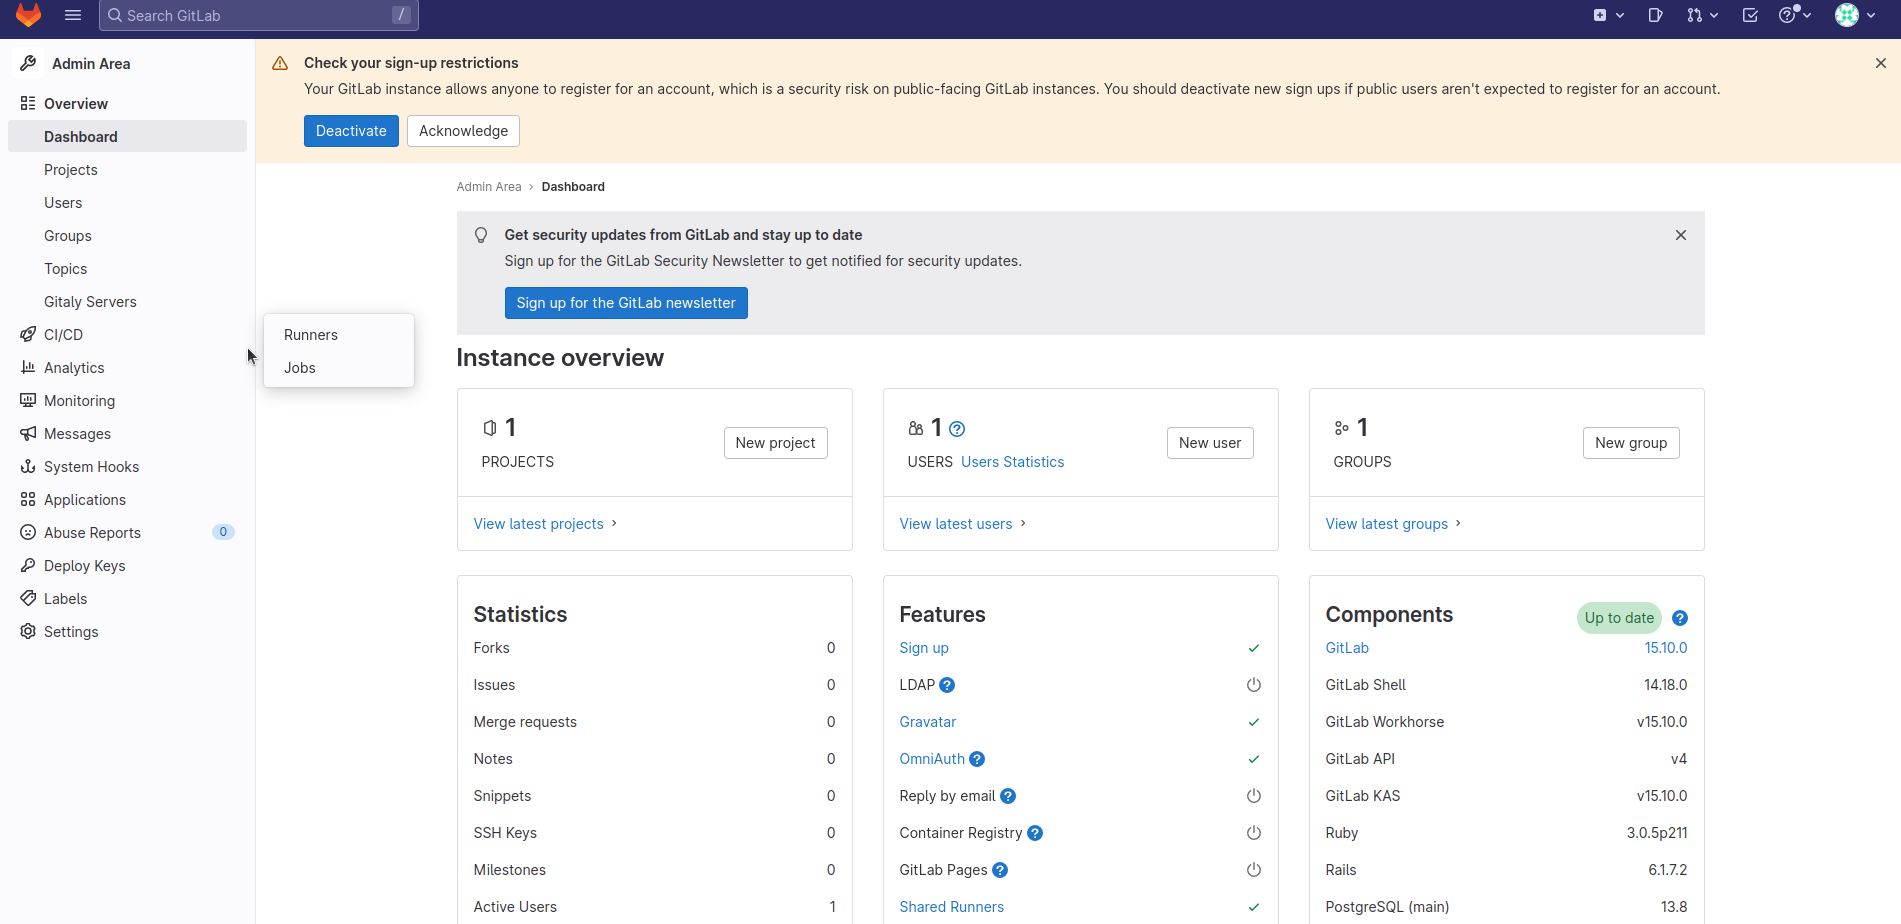 Search GitLab /
Admin Area
Overview
Dashboard
Projects
Users
Groups
Topics
Gitaly Servers
CI/CD
Analytics
Monitoring
Messages
System Hooks
Applications
Abuse Reports 0
Deploy Keys
Labels
Settings
Runners
Jobs
Check your sign-up restrictions
Your GitLab instance allows anyone to register for an account, which is a security risk on public-facing GitLab instances. You should deactivate new sign ups if public users aren't expected to register for an account.
Deactivate Acknowledge
Admin Area › Dashboard
Get security updates from GitLab and stay up to date
Sign up for the GitLab Security Newsletter to get notified for security updates.
Sign up for the GitLab newsletter
Instance overview
1
PROJECTS
New project
View latest projects
1
USERS Users Statistics
New user
View latest users
1
GROUPS
New group
View latest groups
Statistics
Forks 0
Issues 0
Merge requests 0
Notes 0
Snippets 0
SSH Keys 0
Milestones 0
Active Users 1
Features
Sign up
LDAP
Gravatar
OmniAuth
Reply by email
Container Registry
GitLab Pages
Shared Runners
Components Up to date
GitLab 15.10.0
GitLab Shell 14.18.0
GitLab Workhorse v15.10.0
GitLab API v4
GitLab KAS v15.10.0
Ruby 3.0.5p211
Rails 6.1.7.2
PostgreSQL (main) 13.8